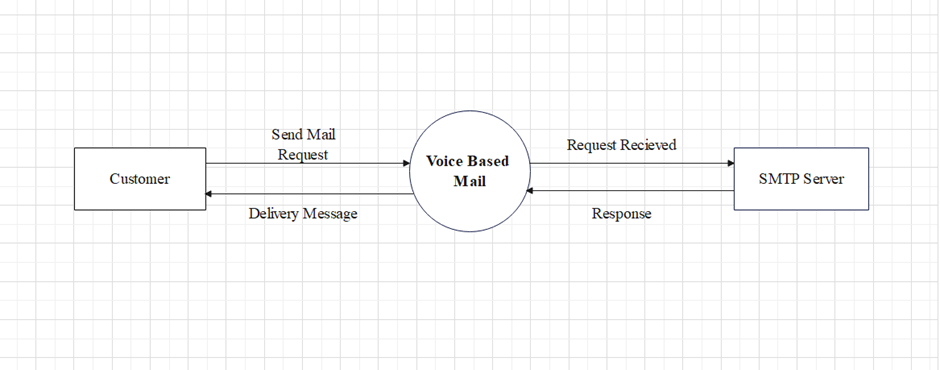 Send Mail
Request
Request Recieved
Customer
Voice Based
Mail
SMTP Server
Delivery Message
Response